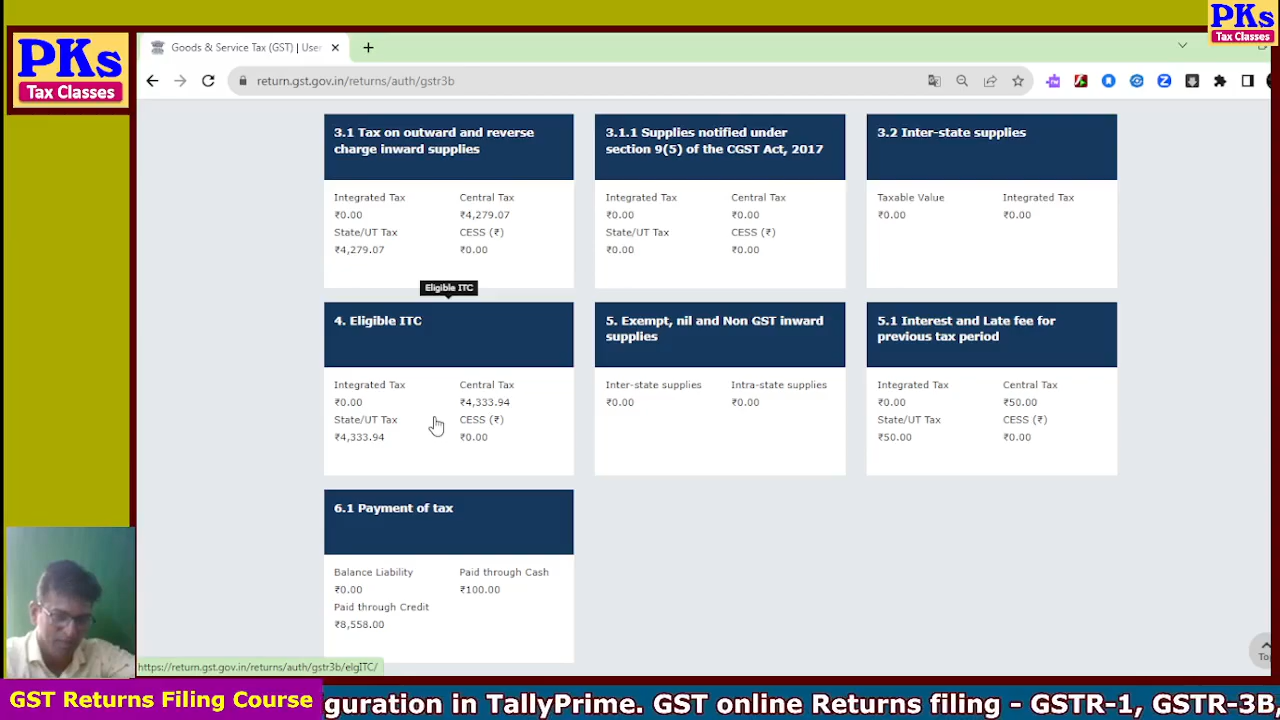 PKs
Tax Classes
PKs
Tax Classes
Goods & Service Tax (GST) | User
return.gst.gov.in/returns/auth/gstr3b
3.1 Tax on outward and reverse
charge inward supplies
Integrated Tax
Central Tax
₹0.00
₹4,279.07
State/UT Tax
CESS (₹)
₹4,279.07
₹0.00
3.1.1 Supplies notified under
section 9(5) of the CGST Act, 2017
Integrated Tax
Central Tax
₹0.00
₹0.00
State/UT Tax
CESS (₹)
₹0.00
₹0.00
3.2 Inter-state supplies
Taxable Value
Integrated Tax
₹0.00
₹0.00
Eligible ITC
4. Eligible ITC
Integrated Tax
Central Tax
₹0.00
₹4,333.94
State/UT Tax
CESS (₹)
₹4,333.94
₹0.00
5. Exempt, nil and Non GST inward
supplies
Inter-state supplies
Intra-state supplies
₹0.00
₹0.00
5.1 Interest and Late fee for
previous tax period
Integrated Tax
Central Tax
₹0.00
₹50.00
State/UT Tax
CESS (₹)
₹50.00
₹0.00
6.1 Payment of tax
Balance Liability
Paid through Cash
₹0.00
₹100.00
Paid through Credit
₹8,558.00
Top
https://return.gst.gov.in/returns/auth/gstr3b/elgITC/
GST Returns Filing Course
guration in TallyPrime. GST online Returns filing - GSTR-1, GSTR-3B,